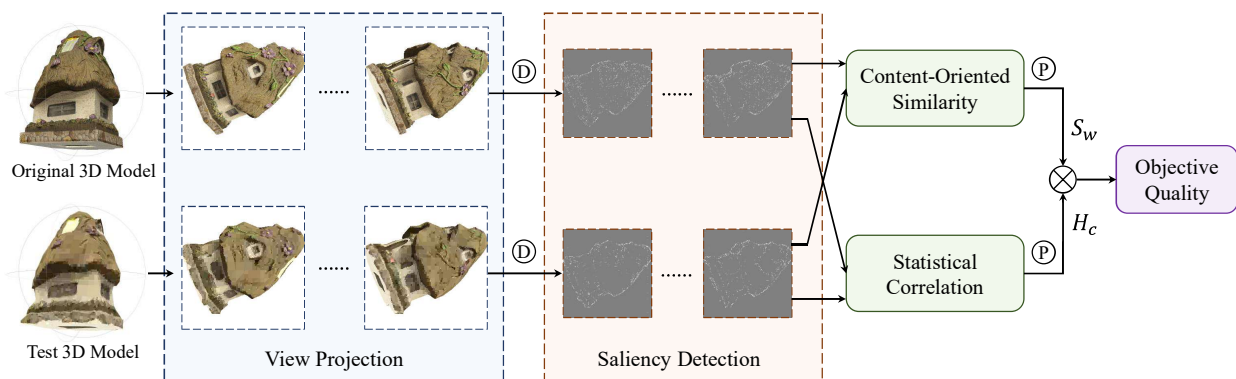 Original 3D Model
Test 3D Model
......
......
View Projection
D
D
......
......
Saliency Detection
Content-Oriented
Similarity
Statistical
Correlation
P
P
S_w
H_c
Objective
Quality